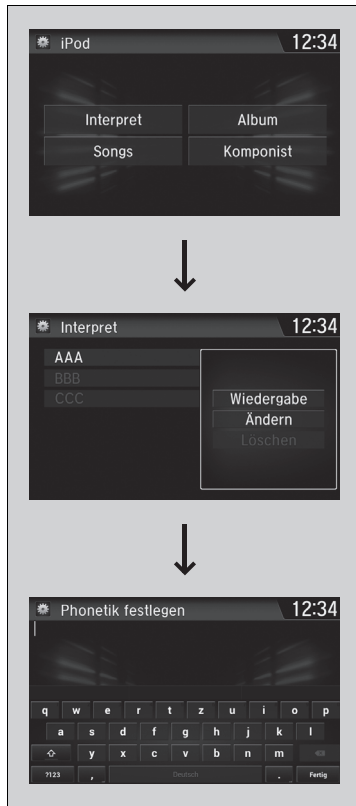 iPod 12:34
Interpret Album
Songs Komponist
Interpret 12:34
AAA
BBB
CCC
Wiedergabe
Ändern
Löschen
Phonetik festlegen 12:34
q w e r t z u i o p
a s d f g h j k l
y x c v b n m
?123 , Deutsch . Fertig